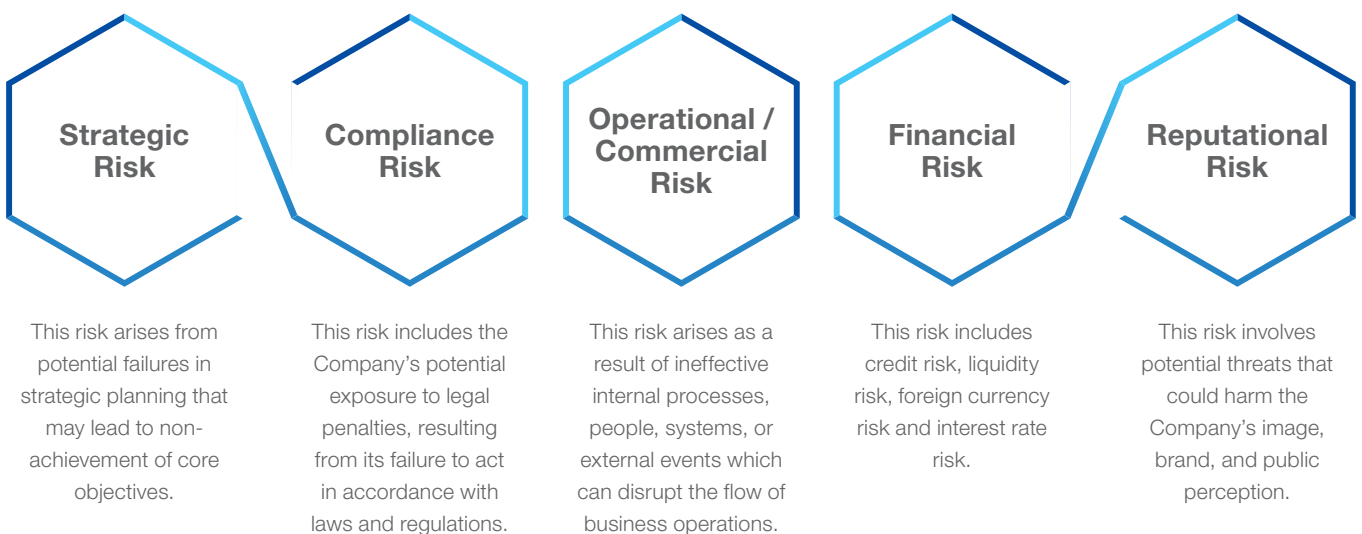 Strategic
Risk
This risk arises from
potential failures in
strategic planning that
may lead to non-
achievement of core
objectives.
Compliance
Risk
This risk includes the
Company’s potential
exposure to legal
penalties, resulting
from its failure to act
in accordance with
laws and regulations.
Operational /
Commercial
Risk
This risk arises as a
result of ineffective
internal processes,
people, systems, or
external events which
can disrupt the flow of
business operations.
Financial
Risk
This risk includes
credit risk, liquidity
risk, foreign currency
risk and interest rate
risk.
Reputational
Risk
This risk involves
potential threats that
could harm the
Company’s image,
brand, and public
perception.